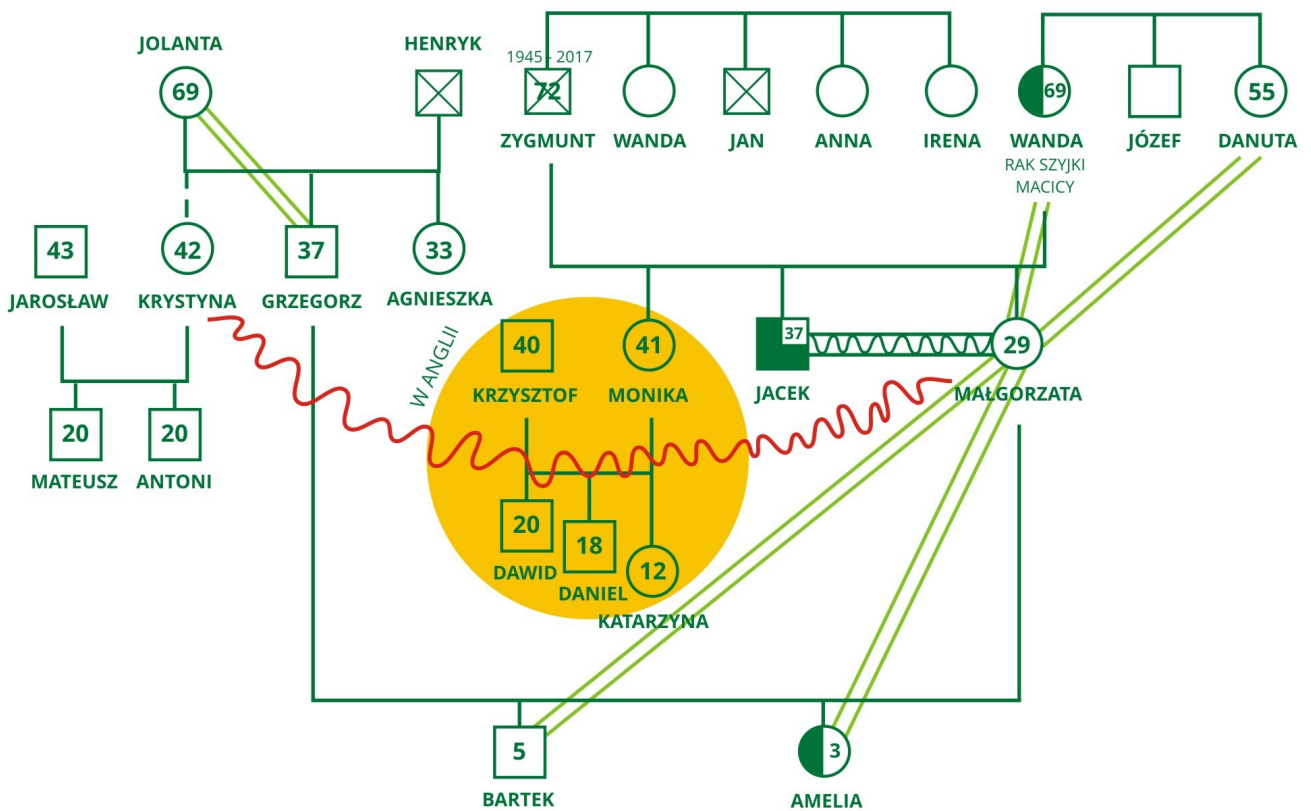 JOLANTA
HENRYK
1945 - 2017
69
72
69
55
ZYGMUNT
WANDA
JAN
ANNA
IRENA
WANDA
JÓZEF
DANUTA
RAK SZYJKI
MACICY
43
42
37
33
JAROSŁAW
KRYSTYNA
GRZEGORZ
AGNIESZKA
W ANGLII
40
41
37
29
KRZYSZTOF
MONIKA
JACEK
MAŁGORZATA
20
20
MATEUSZ
ANTONI
20
18
12
DAWID
DANIEL
KATARZYNA
5
3
BARTEK
AMELIA